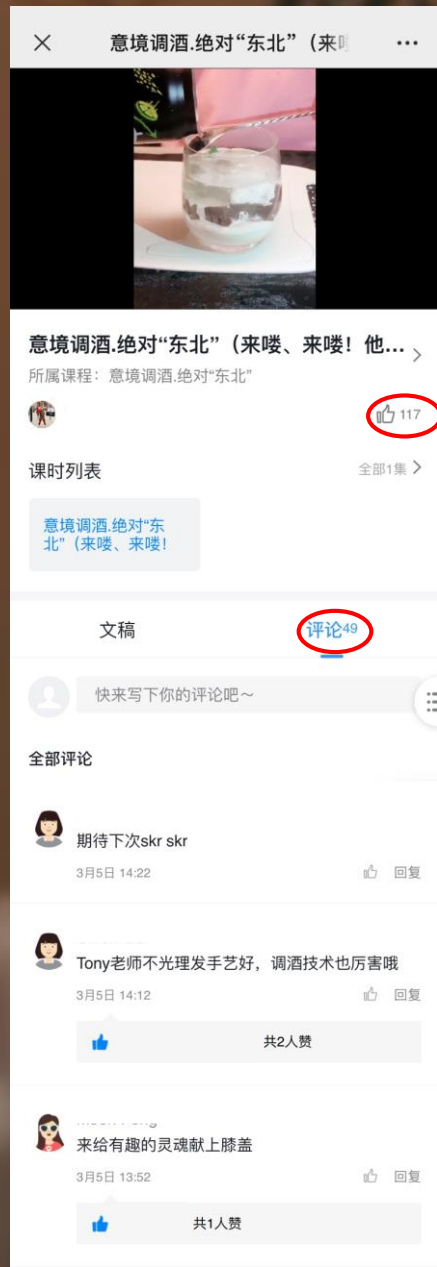 意境调酒.绝对“东北”（来
意境调酒.绝对“东北”（来喽、来喽！他...
所属课程：意境调酒.绝对“东北”
117
课时列表
全部1集
意境调酒.绝对“东
北”（来喽、来喽!
文稿
评论49
快来写下你的评论吧～
全部评论
期待下次skr skr
3月5日 14:22
回复
Tony老师不光理发手艺好，调酒技术也厉害哦
3月5日 14:12
回复
共2人赞
来给有趣的灵魂献上膝盖
3月5日 13:52
回复
共1人赞